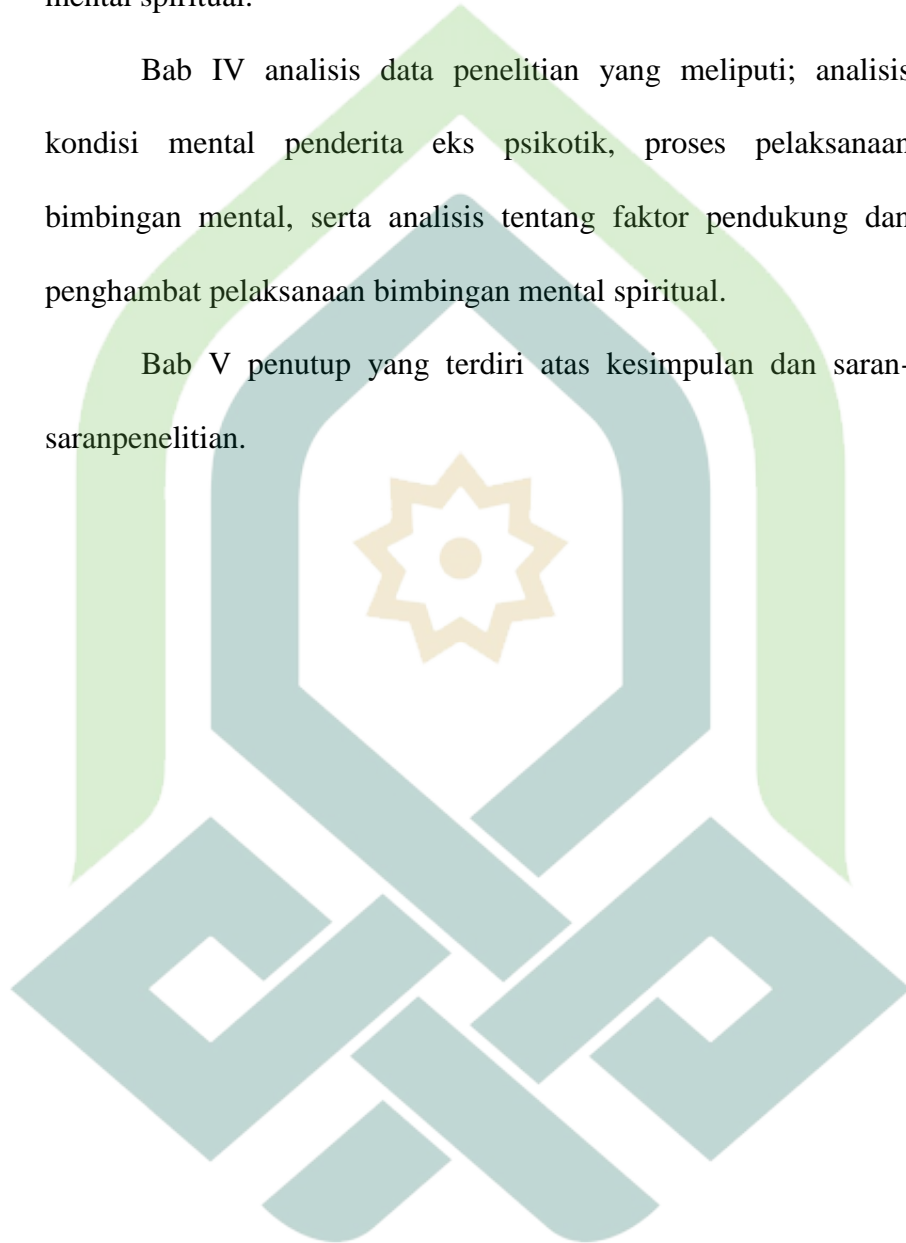 mental spiritual.
Bab IV analisis data penelitian yang meliputi; analisis
kondisi mental penderita eks psikotik, proses pelaksanaan
bimbingan mental, serta analisis tentang faktor pendukung dan
penghambat pelaksanaan bimbingan mental spiritual.
Bab V penutup yang terdiri atas kesimpulan dan saran-
saranpenelitian.